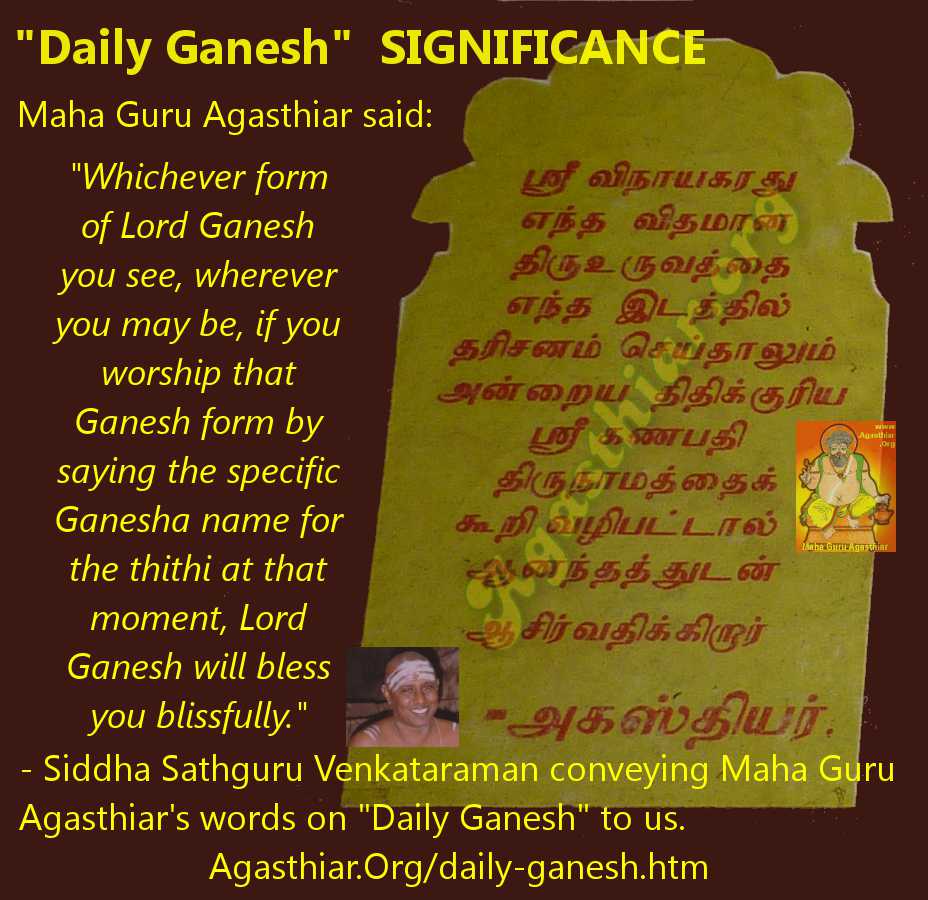 "Daily Ganesh" SIGNIFICANCE
Maha Guru Agasthiar said:
"Whichever form
of Lord Ganesh
you see, wherever
you may be, if you
worship that
Ganesh form by
saying the specific
Ganesha name for
the thithi at that
moment, Lord
Ganesh will bless
you blissfully."
ஸ்ரீ விநாயகரது
எந்த விதமான
திருஉருவத்தை
எந்த இடத்தில்
தரிசனம் செய்தாலும்
அன்றைய திதிக்குரிய
ஸ்ரீ கணபதி
திருநாமத்தைக்
கூறி வழிபட்டால்
ஆனந்தத்துடன்
ஆசிர்வதிக்கிறார்
-அகஸ்தியர்.
Agasthiar.org
www
Agasthiar
.Org
Maha Guru Agasthiar
- Siddha Sathguru Venkataraman conveying Maha Guru
Agasthiar's words on "Daily Ganesh" to us.
Agasthiar.Org/daily-ganesh.htm